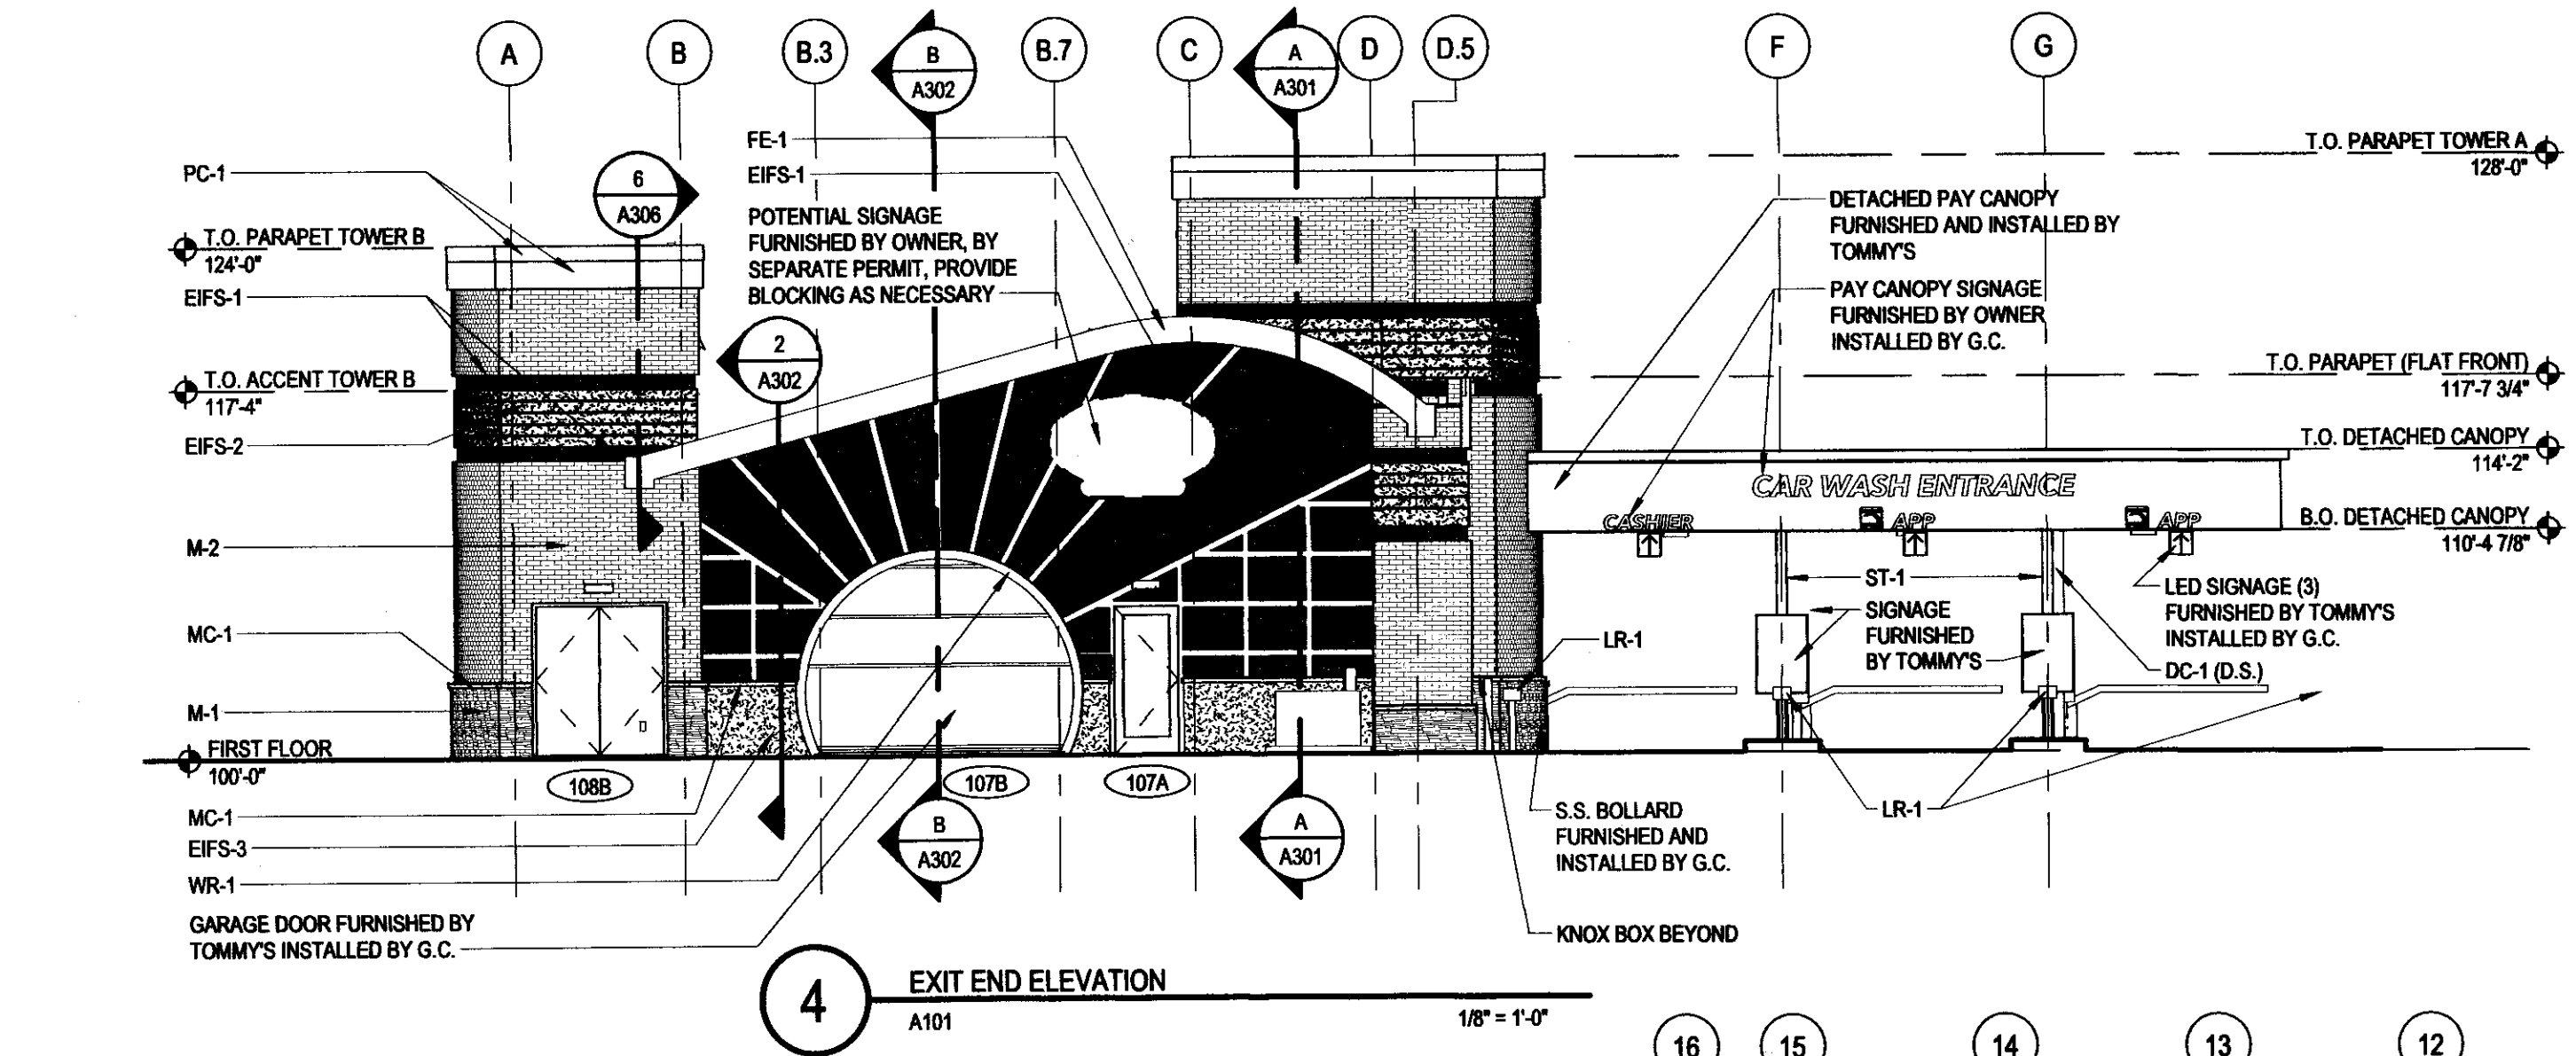 A
B
B.3
B
A302
B.7
C
A
A301
D
D.5
F
G
FE-1
EIFS-1
POTENTIAL SIGNAGE
FURNISHED BY OWNER, BY
SEPARATE PERMIT, PROVIDE
BLOCKING AS NECESSARY
PC-1
6
A306
T.O. PARAPET TOWER B
124'-0"
EIFS-1
2
A302
T.O. ACCENT TOWER B
117'-4"
EIFS-2
M-2
MC-1
M-1
FIRST FLOOR
100'-0"
MC-1
EIFS-3
WR-1
GARAGE DOOR FURNISHED BY
TOMMY'S INSTALLED BY G.C.
108B
107B
107A
B
A302
A
A301
T.O. PARAPET TOWER A
128'-0"
DETACHED PAY CANOPY
FURNISHED AND INSTALLED BY
TOMMY'S
PAY CANOPY SIGNAGE
FURNISHED BY OWNER
INSTALLED BY G.C.
T.O. PARAPET (FLAT FRONT)
117'-7 3/4"
T.O. DETACHED CANOPY
114'-2"
CAR WASH ENTRANCE
CASHIER
APP
APP
B.O. DETACHED CANOPY
110'-4 7/8"
ST-1
SIGNAGE
FURNISHED
BY TOMMY'S
LED SIGNAGE (3)
FURNISHED BY TOMMY'S
INSTALLED BY G.C.
DC-1 (D.S.)
LR-1
LR-1
S.S. BOLLARD
FURNISHED AND
INSTALLED BY G.C.
KNOX BOX BEYOND
4
EXIT END ELEVATION
A101
1/8" = 1'-0"
16
15
14
13
12